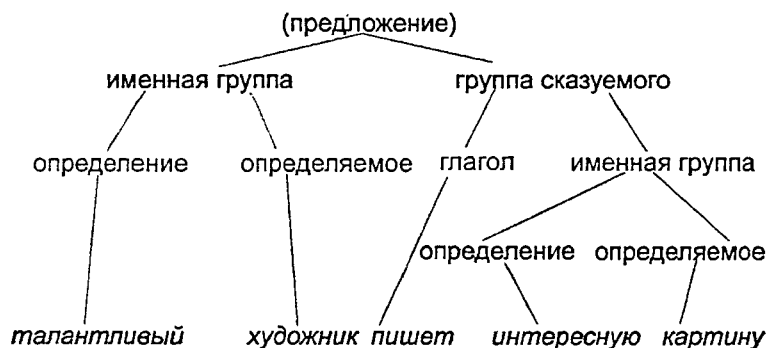 (предложение)
именная группа группа сказуемого
определение определяемое глагол именная группа
определение определяемое
талантливый художник пишет интересную картину